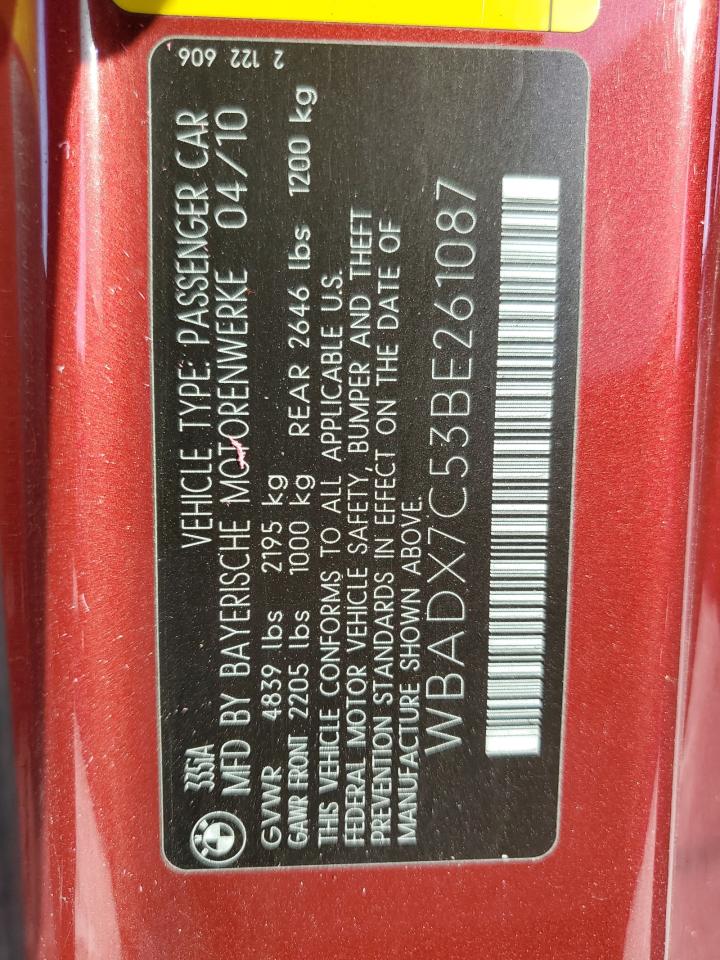 335iA VEHICLE TYPE: PASSENGER CAR 2 122 606
MFD BY BAYERISCHE MOTORENWERKE 04/10
GVWR 4839 lbs 2195 kg
GAWR FRONT 2205 lbs 1000 kg REAR 2646 lbs 1200 kg
THIS VEHICLE CONFORMS TO ALL APPLICABLE U.S.
FEDERAL MOTOR VEHICLE SAFETY, BUMPER AND THEFT
PREVENTION STANDARDS IN EFFECT ON THE DATE OF
MANUFACTURE SHOWN ABOVE.
WBADX7C53BE261087